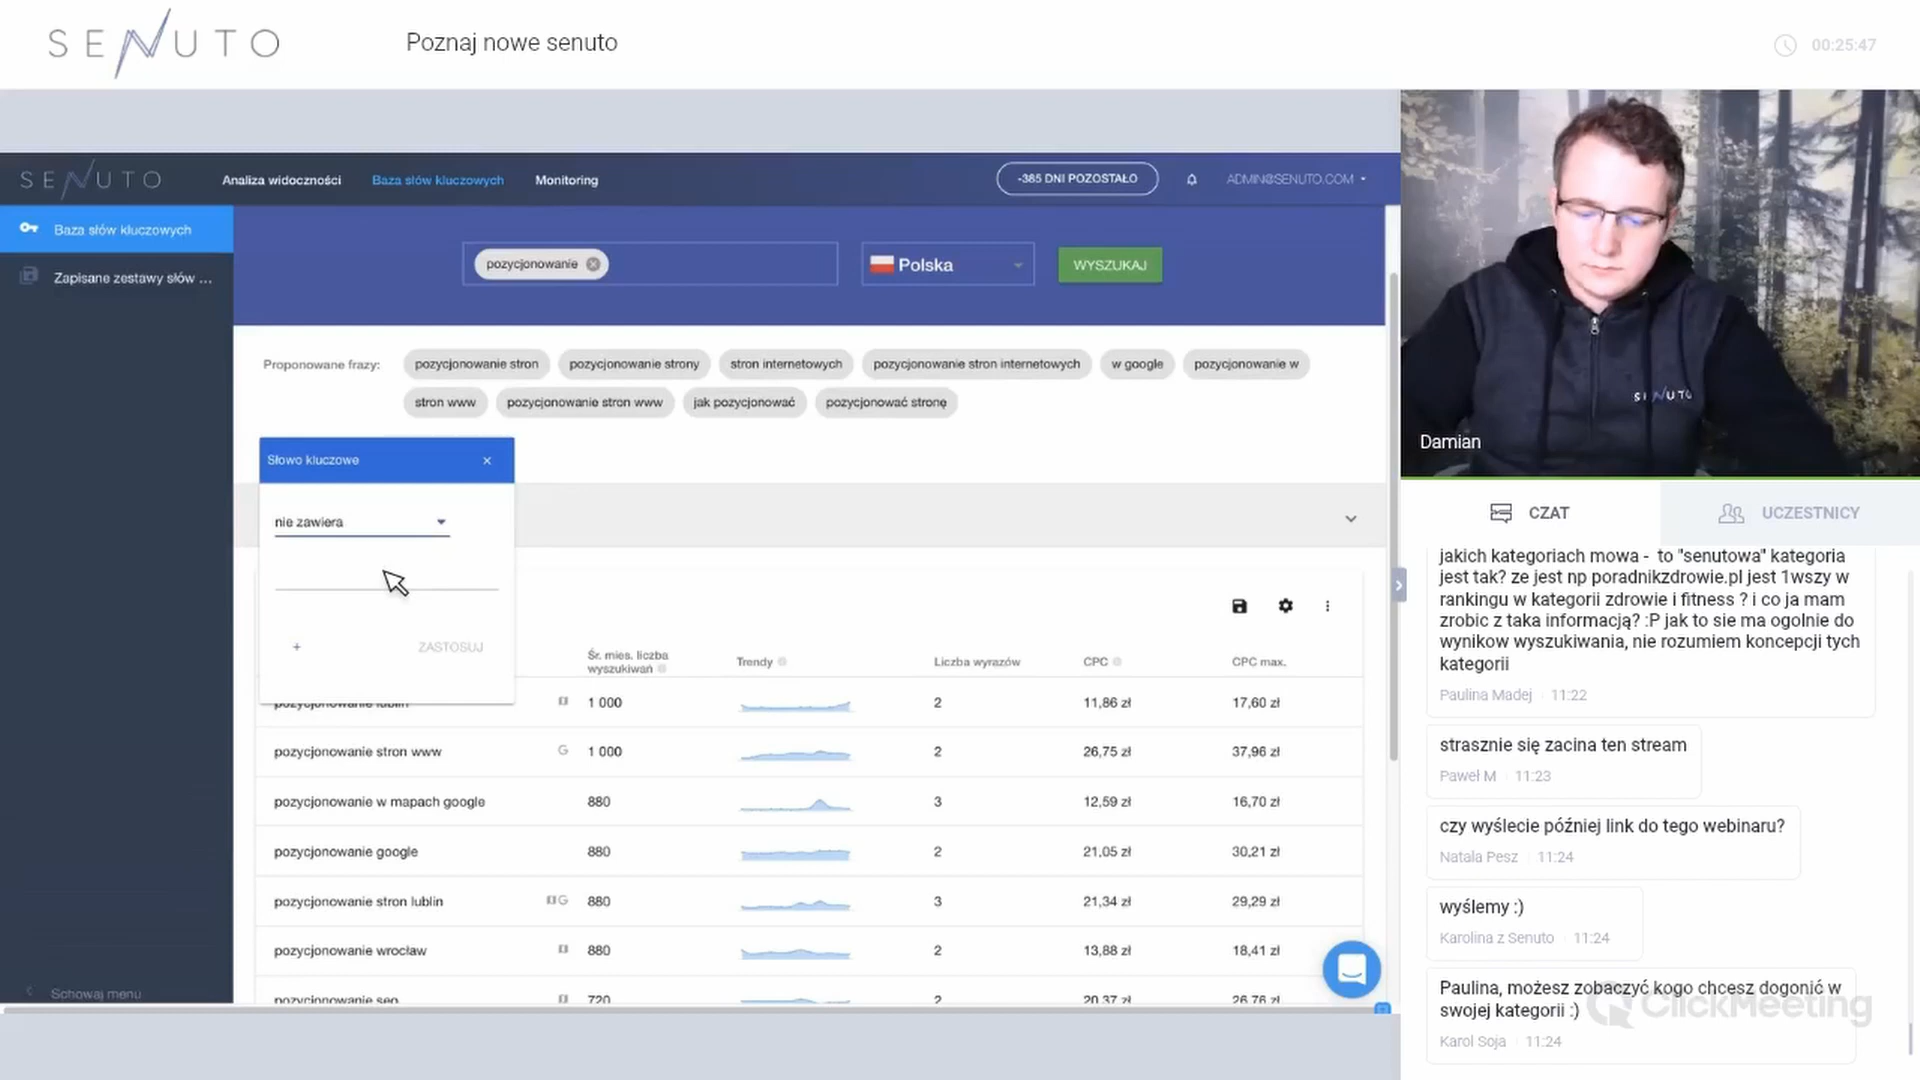 SENUTO
Poznaj nowe senuto
00:25:47
SENUTO
Analiza widoczności
Baza słów kluczowych
Monitoring
-365 DNI POZOSTAŁO
ADMIN@SENUTO.COM
Baza słów kluczowych
Zapisane zestawy słów ...
pozycjonowanie
Polska
WYSZUKAJ
Proponowane frazy:
pozycjonowanie stron
pozycjonowanie strony
stron internetowych
pozycjonowanie stron internetowych
w google
pozycjonowanie w
stron www
pozycjonowanie stron www
jak pozycjonować
pozycjonować stronę
Słowo kluczowe
nie zawiera
+
ZASTOSUJ
Śr. mies. liczba
wyszukiwań
Trendy
Liczba wyrazów
CPC
CPC max.
pozycjonowanie lublin 1 000 2 11,86 zł 17,60 zł
pozycjonowanie stron www G 1 000 2 26,75 zł 37,96 zł
pozycjonowanie w mapach google 880 3 12,59 zł 16,70 zł
pozycjonowanie google 880 2 21,05 zł 30,21 zł
pozycjonowanie stron lublin G 880 3 21,34 zł 29,29 zł
pozycjonowanie wrocław 880 2 13,88 zł 18,41 zł
pozycjonowanie seo 720 2 20,37 zł 26,76 zł
Schowaj menu
SENUTO
Damian
CZAT
UCZESTNICY
jakich kategoriach mowa - to "senutowa" kategoria
jest tak? ze jest np poradnikzdrowie.pl jest 1wszy w
rankingu w kategorii zdrowie i fitness ? i co ja mam
zrobic z taka informacją? :P jak to sie ma ogolnie do
wynikow wyszukiwania, nie rozumiem koncepcji tych
kategorii
Paulina Madej 11:22
strasznie się zacina ten stream
Paweł M 11:23
czy wyślecie później link do tego webinaru?
Natala Pesz 11:24
wyślemy :)
Karolina z Senuto 11:24
Paulina, możesz zobaczyć kogo chcesz dogonić w
swojej kategorii :)
Karol Soja 11:24
ClickMeeting